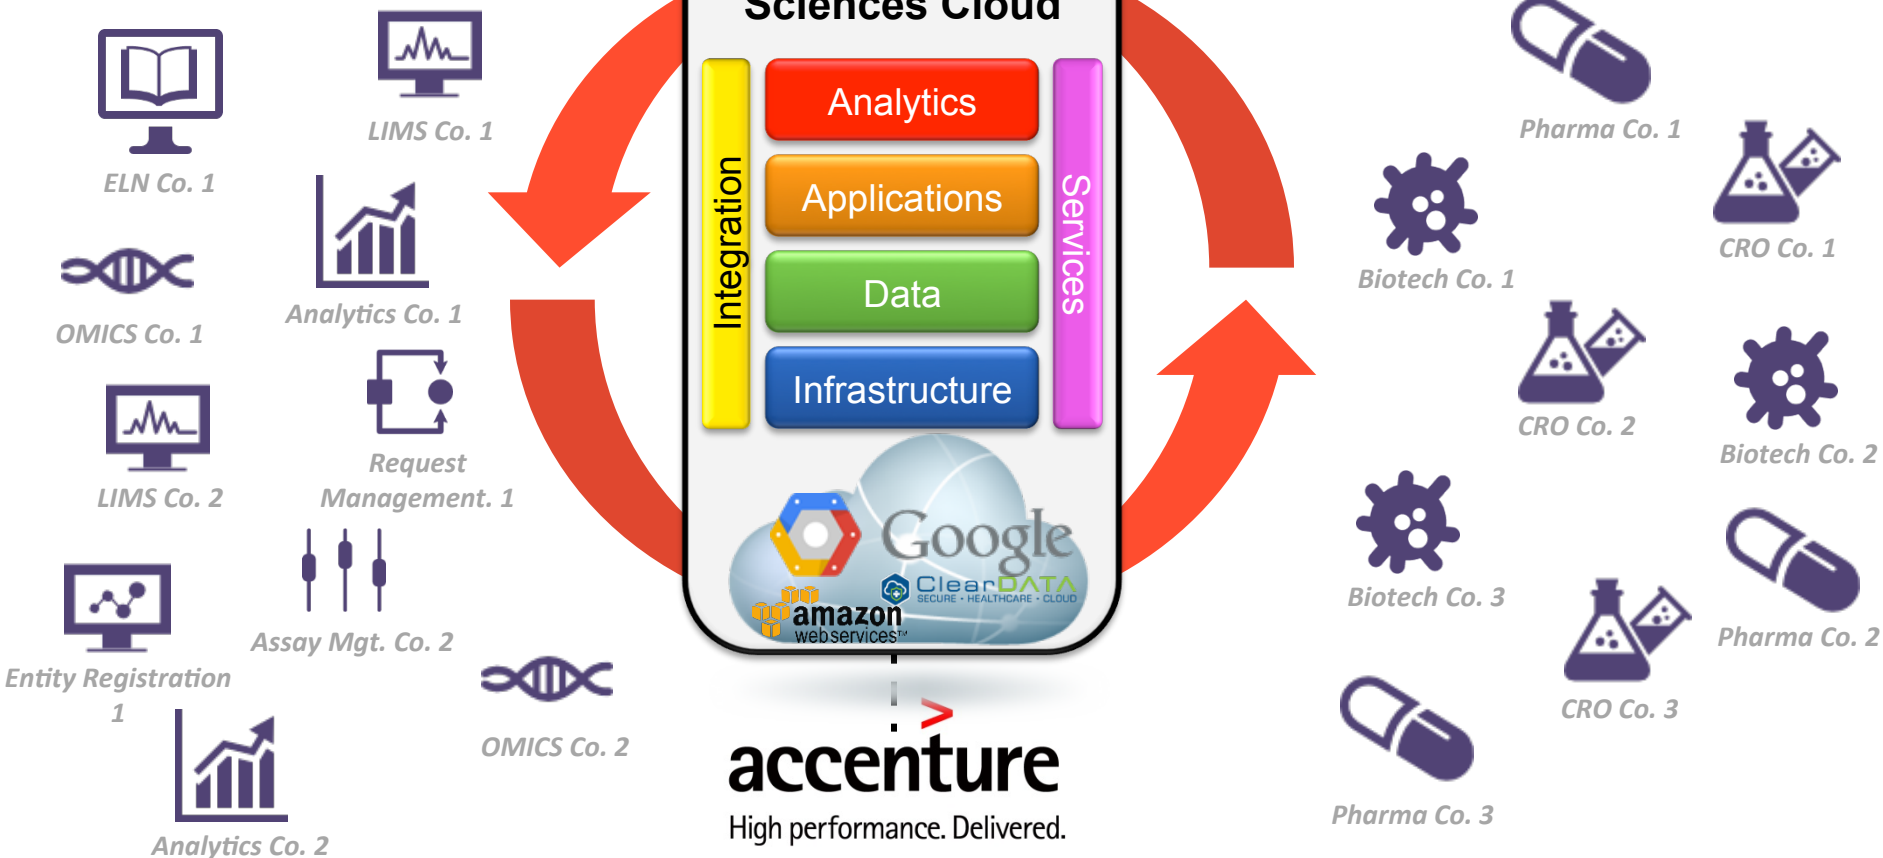 Sciences Cloud
Analytics
Applications
Data
Infrastructure
Integration
Services
Google
ClearDATA
SECURE • HEALTHCARE • CLOUD
amazon
webservices™
accenture
High performance. Delivered.
ELN Co. 1
LIMS Co. 1
OMICS Co. 1
Analytics Co. 1
LIMS Co. 2
Request
Management. 1
Entity Registration
1
Assay Mgt. Co. 2
Analytics Co. 2
OMICS Co. 2
Pharma Co. 1
Biotech Co. 1
CRO Co. 1
CRO Co. 2
Biotech Co. 2
Biotech Co. 3
CRO Co. 3
Pharma Co. 2
Pharma Co. 3